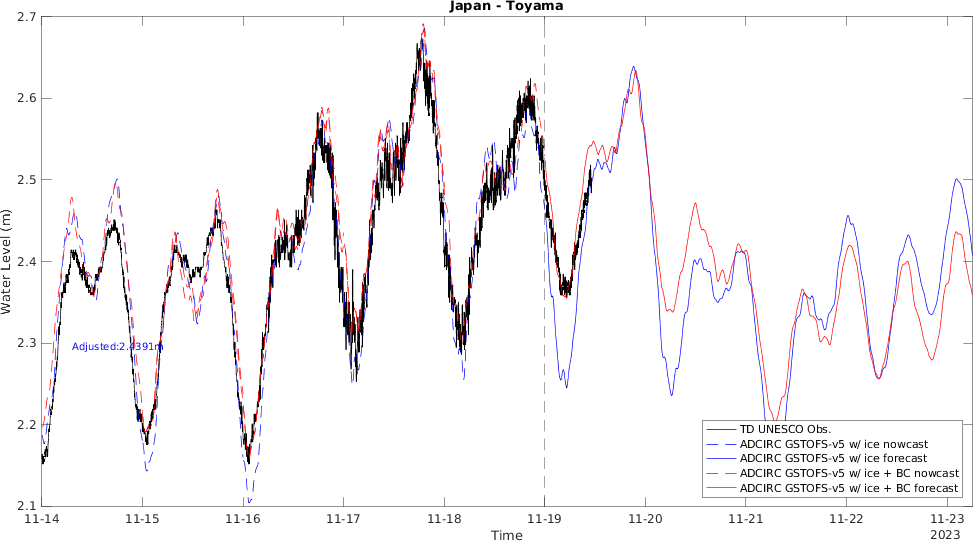 Japan - Toyama
Water Level (m)
2.7
2.6
2.5
2.4
2.3
2.2
2.1
Adjusted:2.4391m
TD UNESCO Obs.
ADCIRC GSTOFS-v5 w/ ice nowcast
ADCIRC GSTOFS-v5 w/ ice forecast
ADCIRC GSTOFS-v5 w/ ice + BC nowcast
ADCIRC GSTOFS-v5 w/ ice + BC forecast
11-14 11-15 11-16 11-17 11-18 11-19 11-20 11-21 11-22 11-23
2023
Time